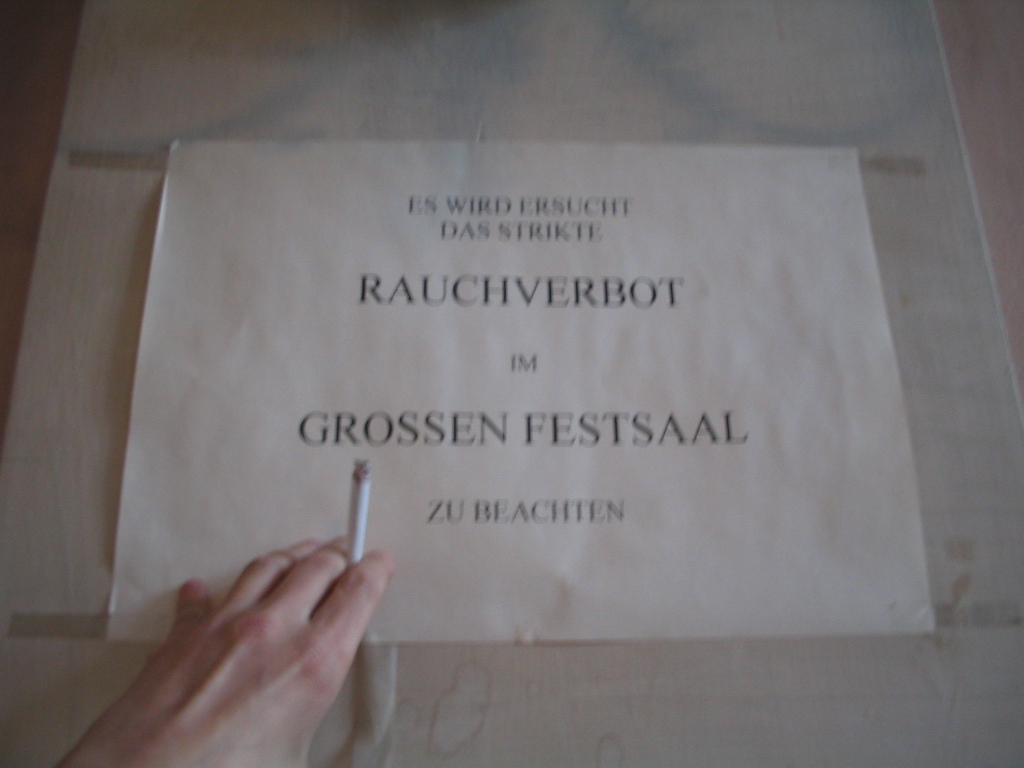 ES WIRD ERSUCHT
DAS STRIKTE
RAUCHVERBOT
IM
GROSSEN FESTSAAL
ZU BEACHTEN